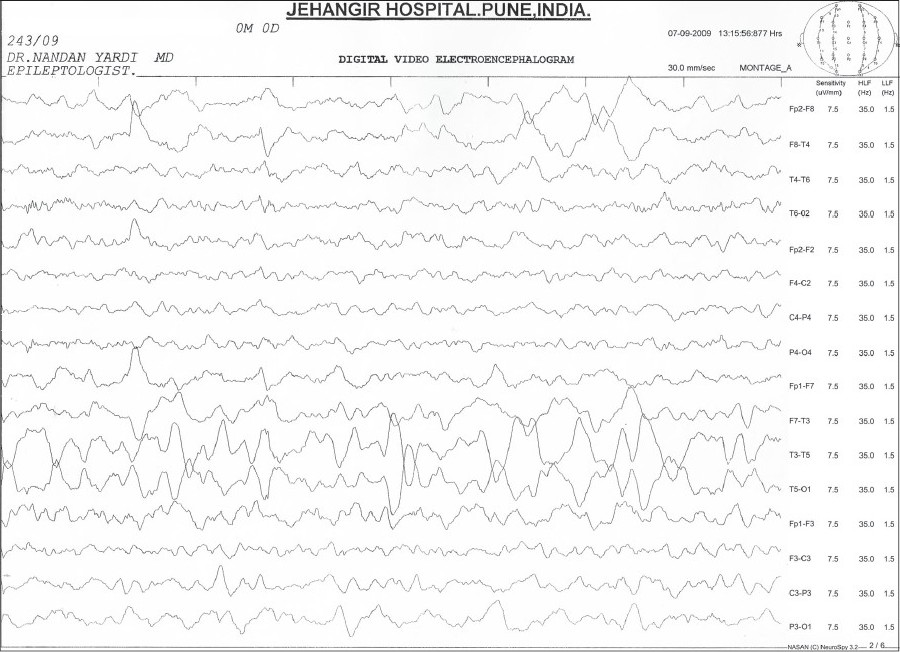 JEHANGIR HOSPITAL.PUNE,INDIA.
0M 0D
243/09
07-09-2009 13:15:56:877 Hrs
DR.NANDAN YARDI MD
DIGITAL VIDEO ELECTROENCEPHALOGRAM
EPILEPTOLOGIST.
30.0 mm/sec MONTAGE_A
Sensitivity HLF LLF
(uV/mm) (Hz) (Hz)
Fp2-F8 7.5 35.0 1.5
F8-T4 7.5 35.0 1.5
T4-T6 7.5 35.0 1.5
T6-02 7.5 35.0 1.5
Fp2-F2 7.5 35.0 1.5
F4-C2 7.5 35.0 1.5
C4-P4 7.5 35.0 1.5
P4-O4 7.5 35.0 1.5
Fp1-F7 7.5 35.0 1.5
F7-T3 7.5 35.0 1.5
T3-T5 7.5 35.0 1.5
T5-O1 7.5 35.0 1.5
Fp1-F3 7.5 35.0 1.5
F3-C3 7.5 35.0 1.5
C3-P3 7.5 35.0 1.5
P3-O1 7.5 35.0 1.5
NASAN (C) NeuroSpy 3.2 2 / 6